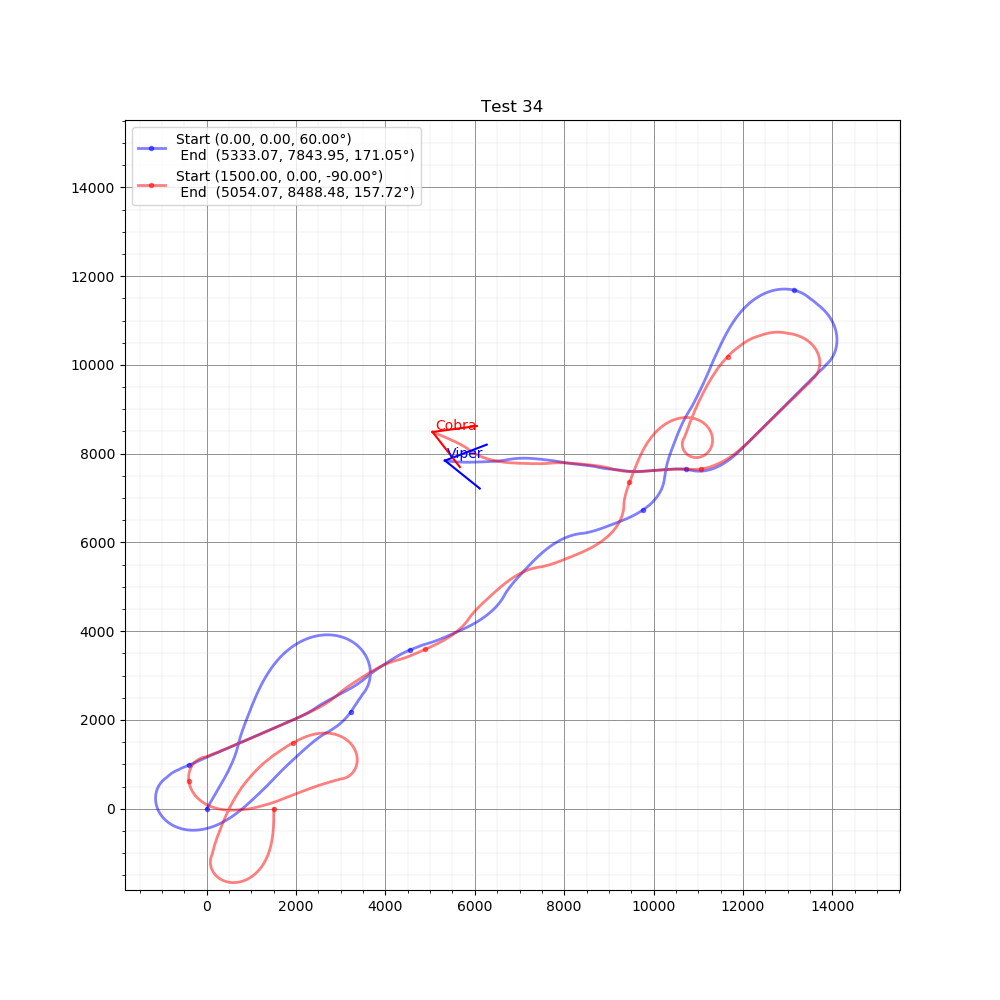 Test 34
Start (0.00, 0.00, 60.00°)
End (5333.07, 7843.95, 171.05°)
Start (1500.00, 0.00, -90.00°)
End (5054.07, 8488.48, 157.72°)
14000
12000
10000
8000
6000
4000
2000
0
Cobra
Viper
0 2000 4000 6000 8000 10000 12000 14000